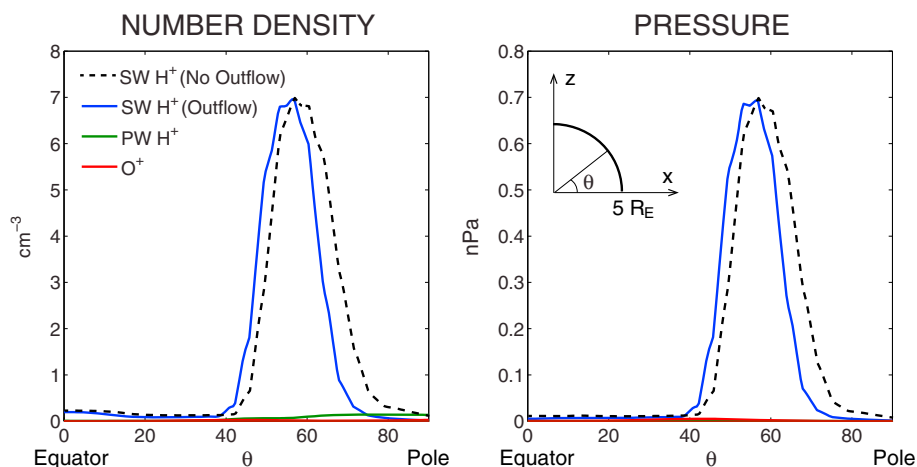 NUMBER DENSITY
8
7
6
5
4
3
2
1
0
cm⁻³
SW H⁺ (No Outflow)
SW H⁺ (Outflow)
PW H⁺
O⁺
0 20 40 60 80
Equator θ Pole
PRESSURE
0.8
0.7
0.6
0.5
0.4
0.3
0.2
0.1
0
nPa
z
θ
x
5 R_E
0 20 40 60 80
Equator θ Pole